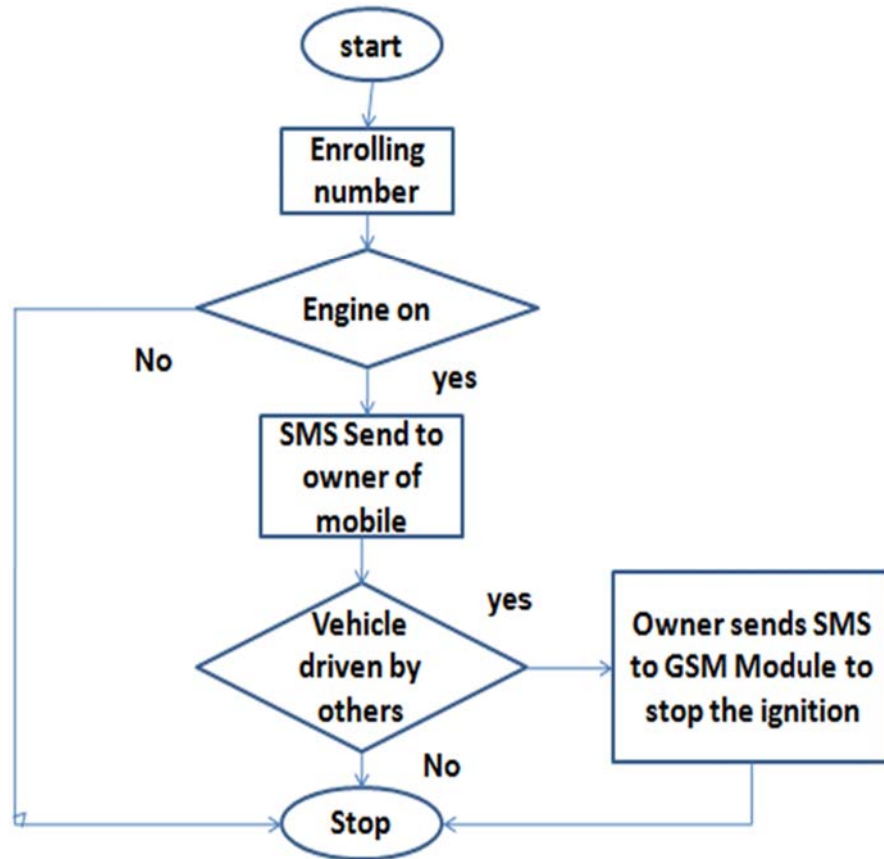 start
Enrolling
number
Engine on
No
yes
SMS Send to
owner of
mobile
yes
Vehicle
driven by
others
Owner sends SMS
to GSM Module to
stop the ignition
No
Stop